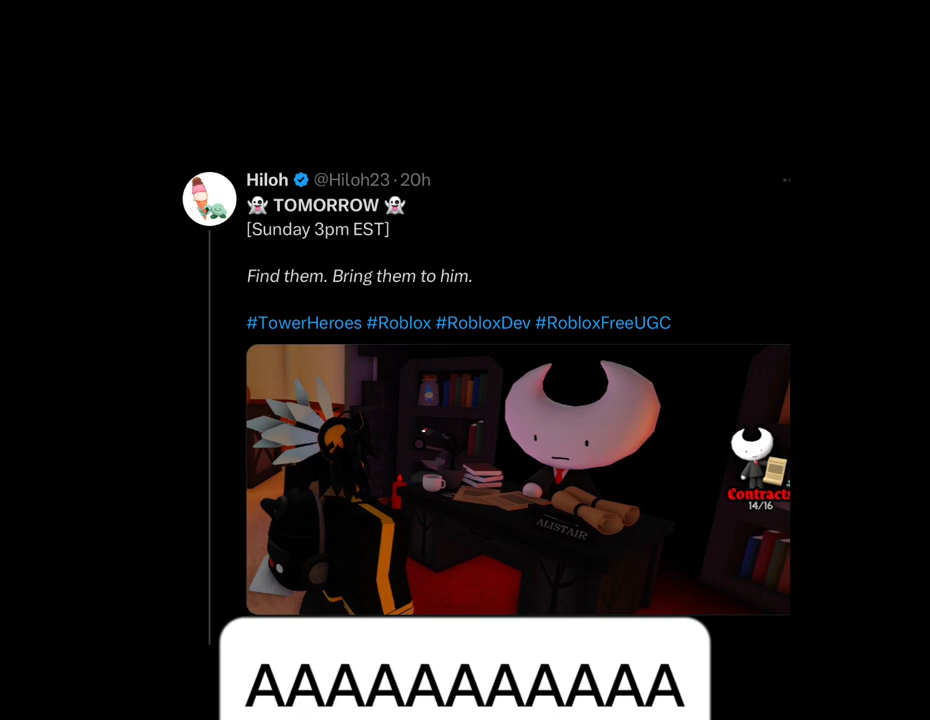 Hiloh @Hiloh23 · 20h
👻 TOMORROW 👻
[Sunday 3pm EST]
Find them. Bring them to him.
#TowerHeroes #Roblox #RobloxDev #RobloxFreeUGC
Contracts
14/16
ALISTAIR
AAAAAAAAAAA